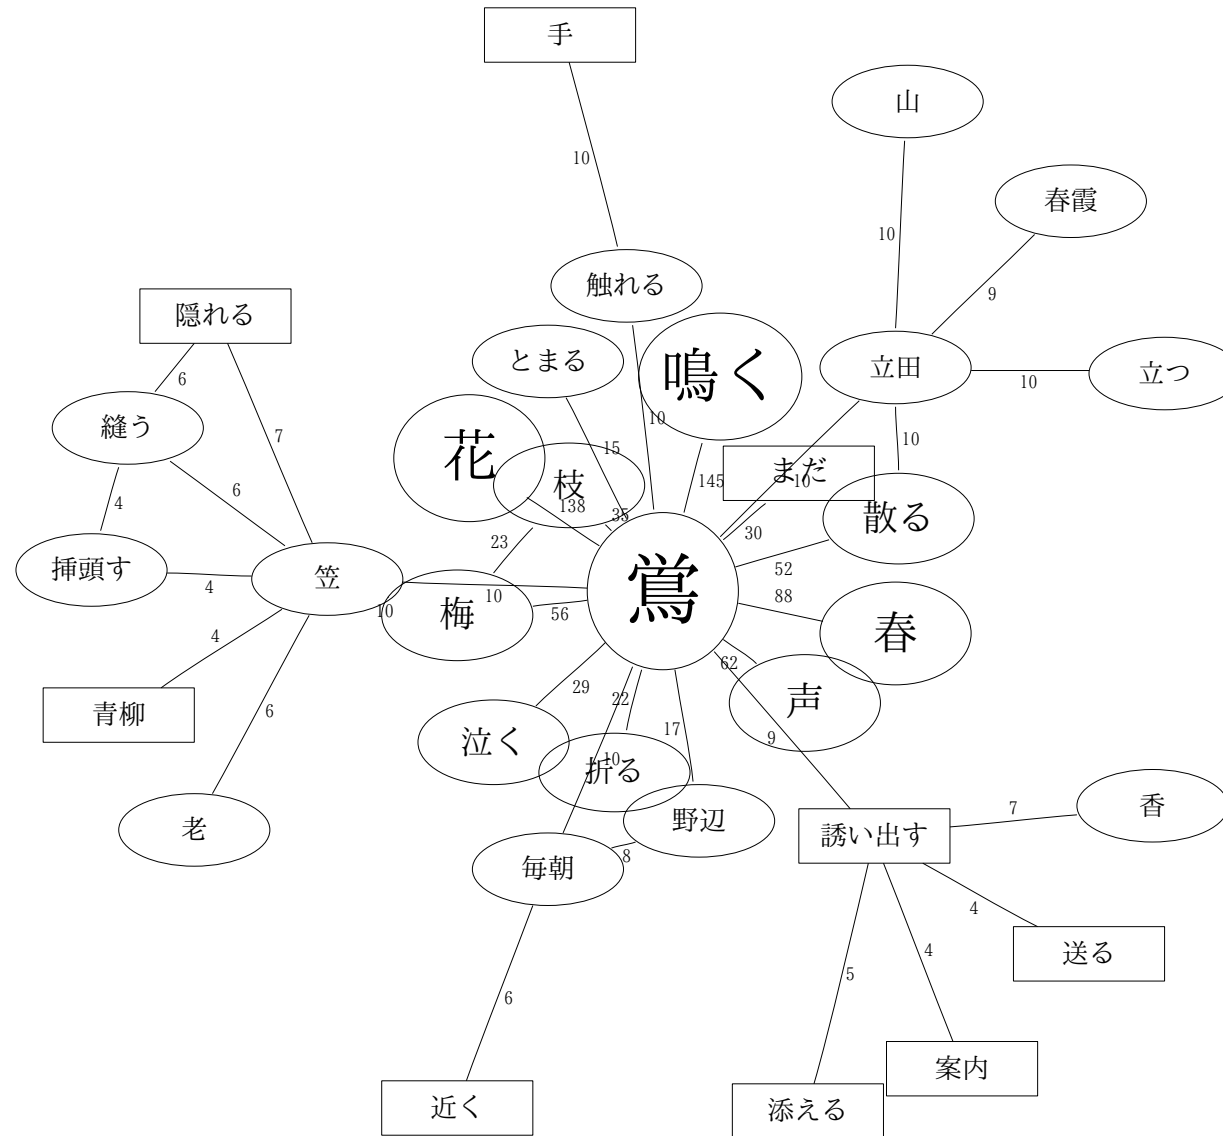 手
山
10
春霞
10
9
触れる
隠れる
とまる
鳴く
立田
10
立つ
6
縫う
7
花
10
15
10
枝
まだ
145
10
6
4
138
35
散る
23
30
挿頭す
4
笠
鴬
52
10
梅
10
56
88
春
4
62
声
29
22
17
青柳
6
泣く
10
折る
9
野辺
老
8
毎朝
誘い出す
7
香
6
4
送る
5
4
案内
近く
添える